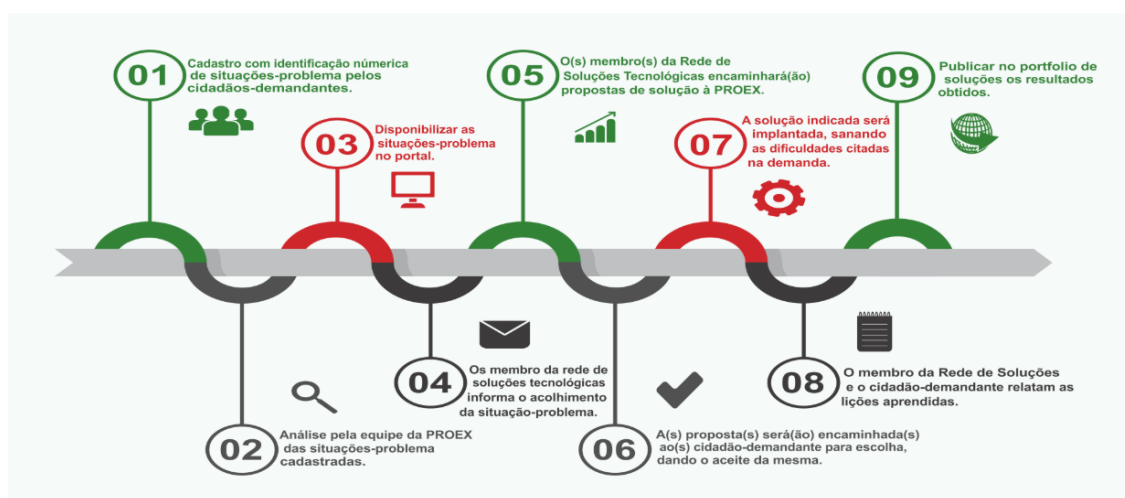 01
Cadastro com identificação númerica
de situações-problema pelos
cidadãos-demandantes.
02
Análise pela equipe da PROEX
das situações-problema
cadastradas.
03
Disponibilizar as
situações-problema
no portal.
04
Os membro da rede de
soluções tecnológicas
informa o acolhimento
da situação-problema.
05
O(s) membro(s) da Rede de
Soluções Tecnológicas encaminhará(ão)
propostas de solução à PROEX.
06
A(s) proposta(s) será(ão) encaminhada(s)
ao(s) cidadão-demandante para escolha,
dando o aceite da mesma.
07
A solução indicada será
implantada, sanando
as dificuldades citadas
na demanda.
08
O membro da Rede de Soluções
e o cidadão-demandante relatam as
lições aprendidas.
09
Publicar no portfolio de
soluções os resultados
obtidos.